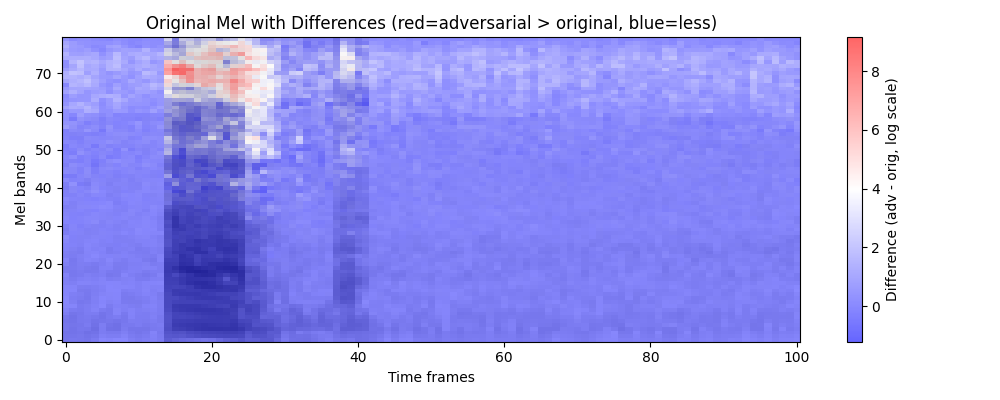 Original Mel with Differences (red=adversarial > original, blue=less)
70
60
50
40
30
20
10
0
Mel bands
0 20 40 60 80 100
Time frames
8
6
4
2
0
Difference (adv - orig, log scale)